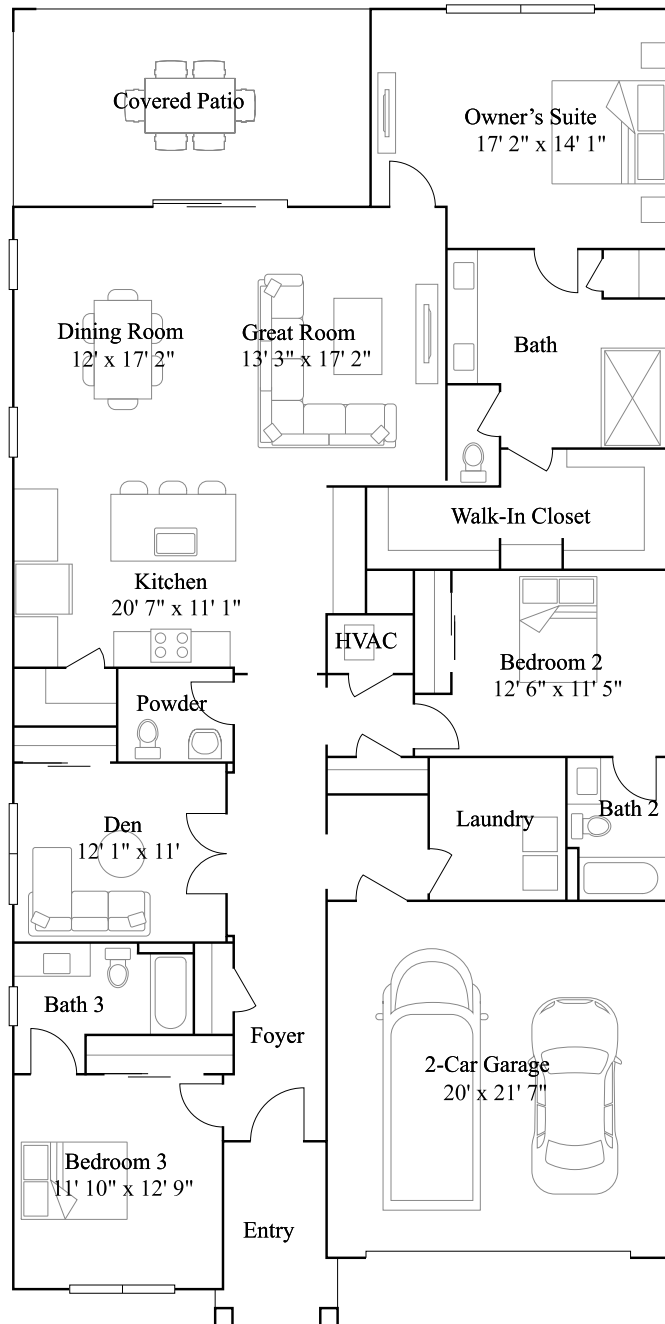 Covered Patio
Owner's Suite
17' 2" x 14' 1"
Dining Room
12' x 17' 2"
Great Room
13' 3" x 17' 2"
Bath
Walk-In Closet
Kitchen
20' 7" x 11' 1"
HVAC
Bedroom 2
12' 6" x 11' 5"
Powder
Den
12' 1" x 11'
Laundry
Bath 2
Bath 3
Foyer
2-Car Garage
20' x 21' 7"
Bedroom 3
11' 10" x 12' 9"
Entry